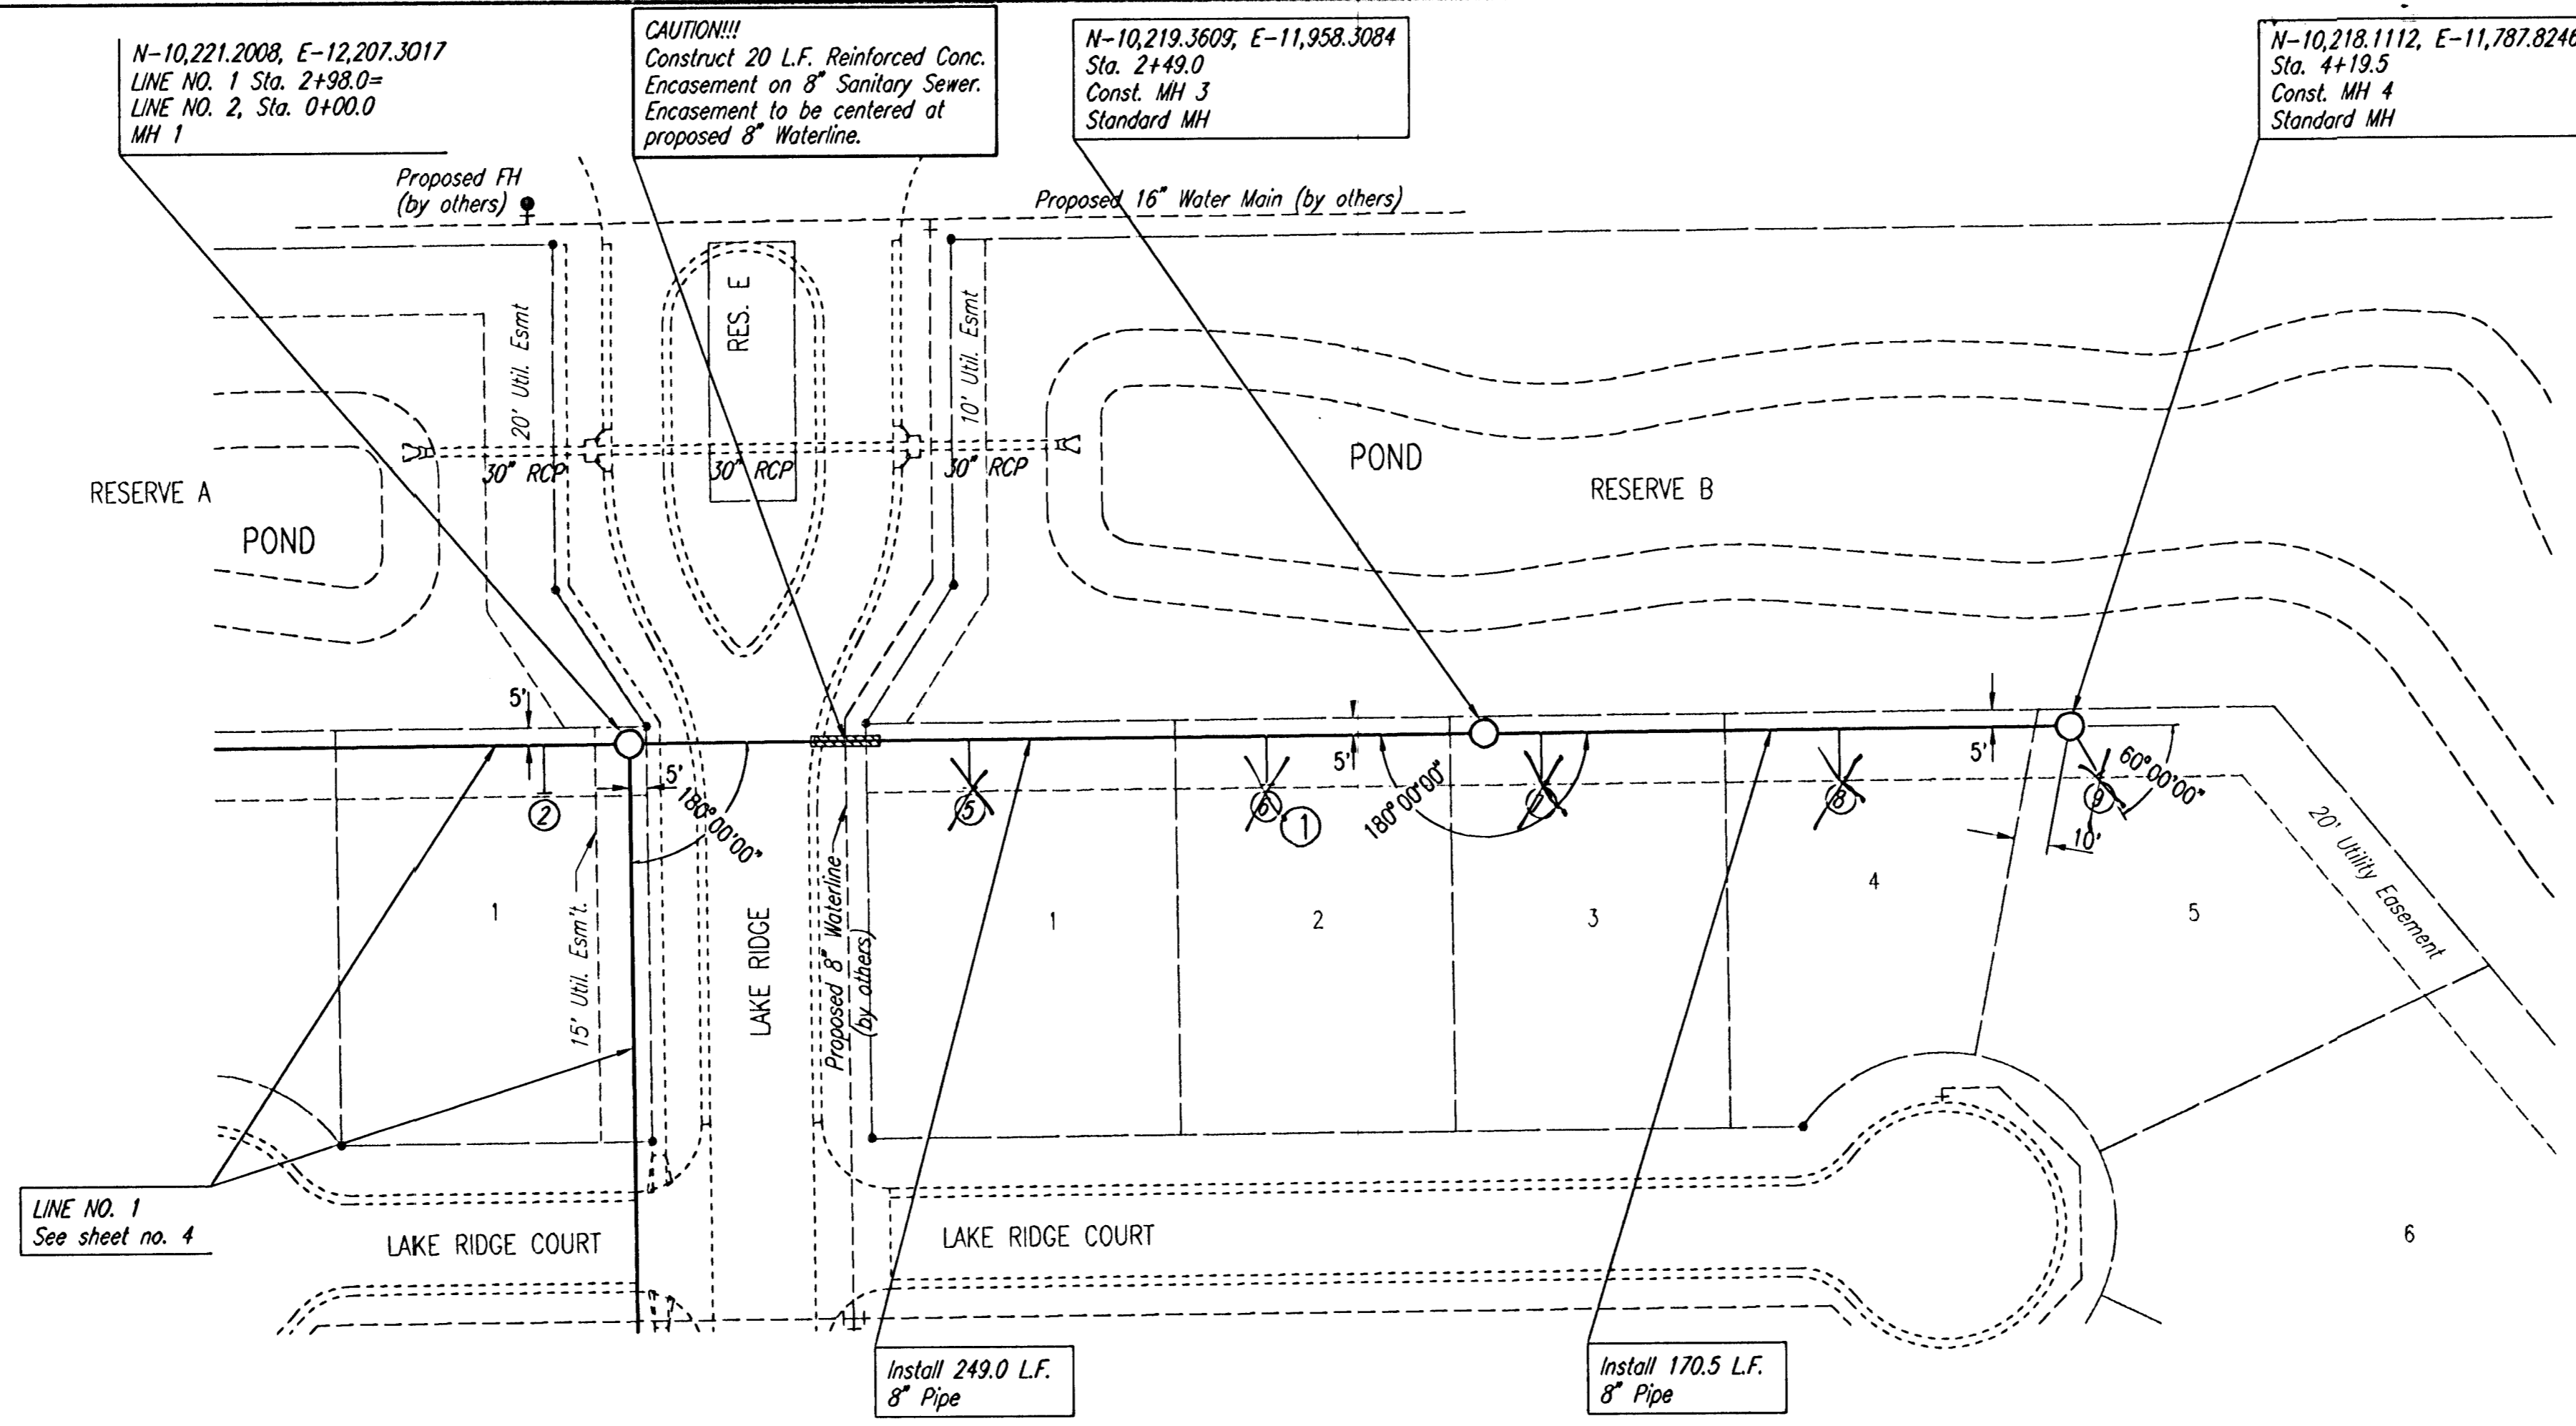 N-10,221.2008, E-12,207.3017
LINE NO. 1 Sta. 2+98.0=
LINE NO. 2, Sta. 0+00.0
MH 1
CAUTION!!!
Construct 20 L.F. Reinforced Conc.
Encasement on 8" Sanitary Sewer.
Encasement to be centered at
proposed 8" Waterline.
N-10,219.3609, E-11,958.3084
Sta. 2+49.0
Const. MH 3
Standard MH
N-10,218.1112, E-11,787.8246
Sta. 4+19.5
Const. MH 4
Standard MH
Proposed FH
(by others)
Proposed 16" Water Main (by others)
20' Util. Esmt
RES. E
10' Util. Esmt
30" RCP
30" RCP
30" RCP
RESERVE A
POND
POND
RESERVE B
5'
5'
180°00'00"
5'
180°00'00"
5'
60°00'00"
10'
2
5
6
1
7
8
9
20' Utility Easement
1
15' Util. Esm't.
LAKE RIDGE
Proposed 8" Waterline
(by others)
1
2
3
4
5
6
LINE NO. 1
See sheet no. 4
LAKE RIDGE COURT
LAKE RIDGE COURT
Install 249.0 L.F.
8" Pipe
Install 170.5 L.F.
8" Pipe